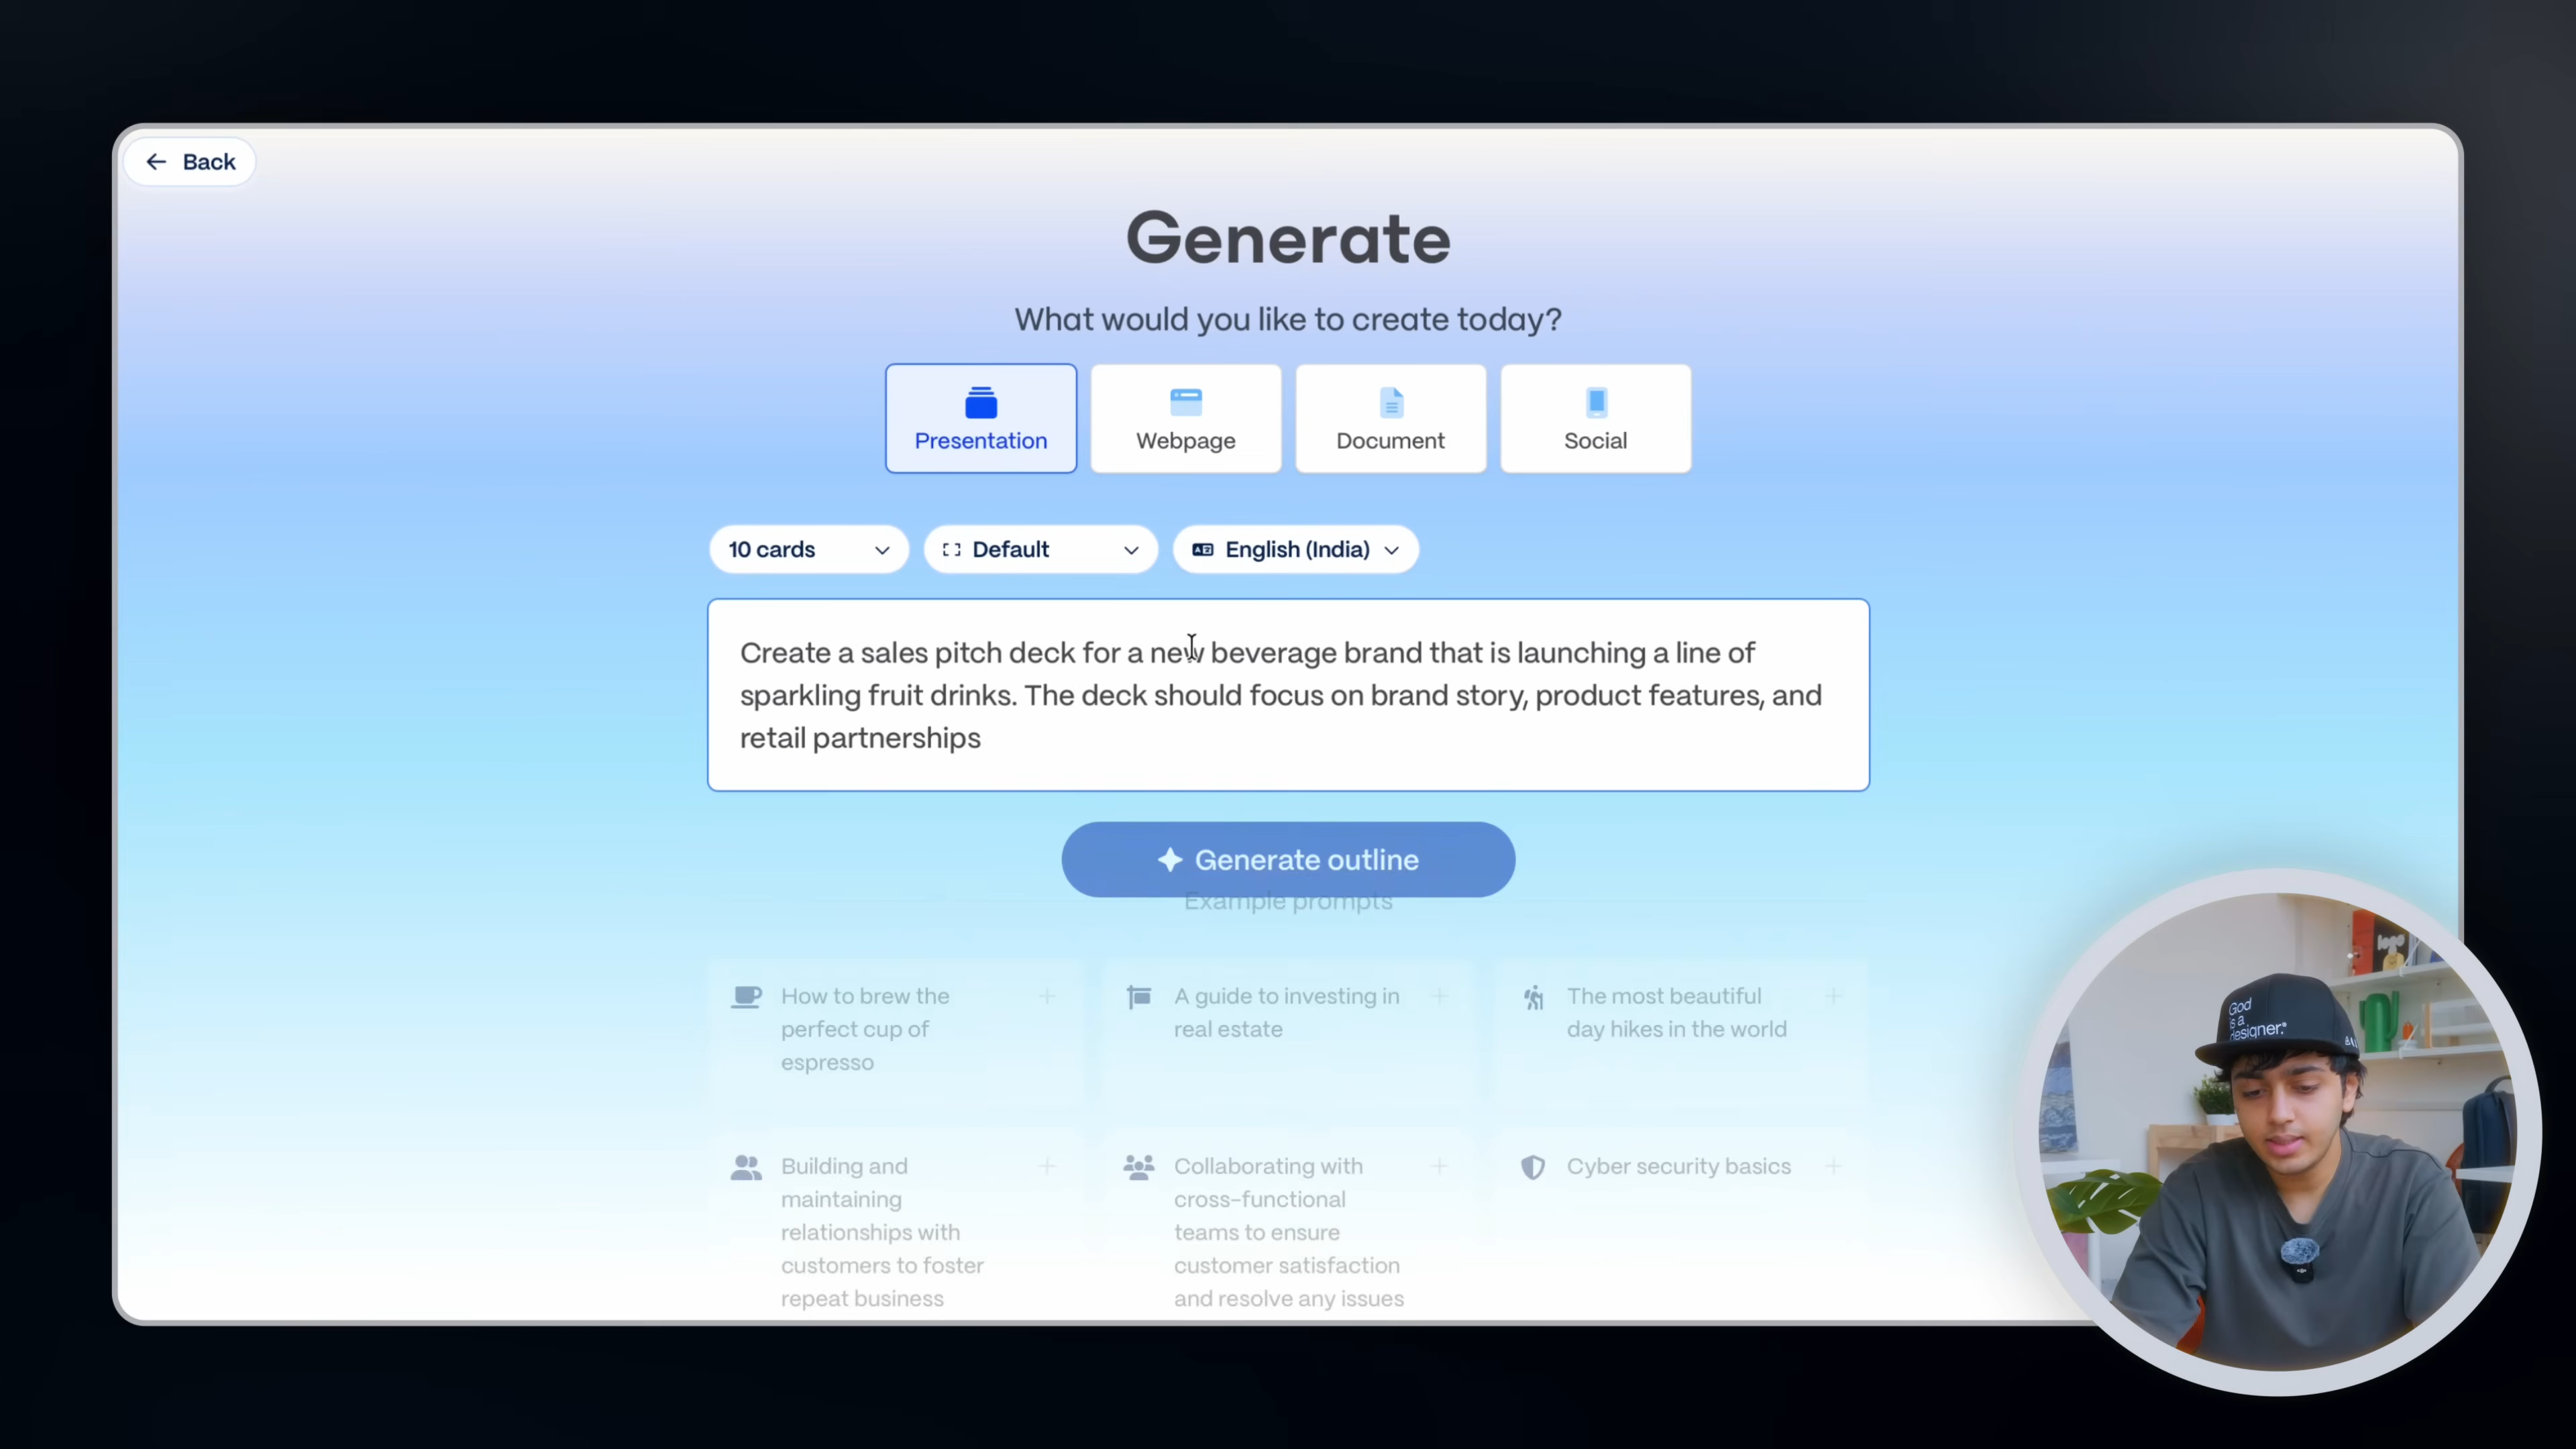 Back
Generate
What would you like to create today?
Presentation
Webpage
Document
Social
10 cards
Default
English (India)
Create a sales pitch deck for a new beverage brand that is launching a line of
sparkling fruit drinks. The deck should focus on brand story, product features, and
retail partnerships
Generate outline
Example prompts
How to brew the
perfect cup of
espresso
A guide to investing in
real estate
The most beautiful
day hikes in the world
Building and
maintaining
relationships with
customers to foster
repeat business
Collaborating with
cross-functional
teams to ensure
customer satisfaction
and resolve any issues
Cyber security basics
logo
God
is a
designer.